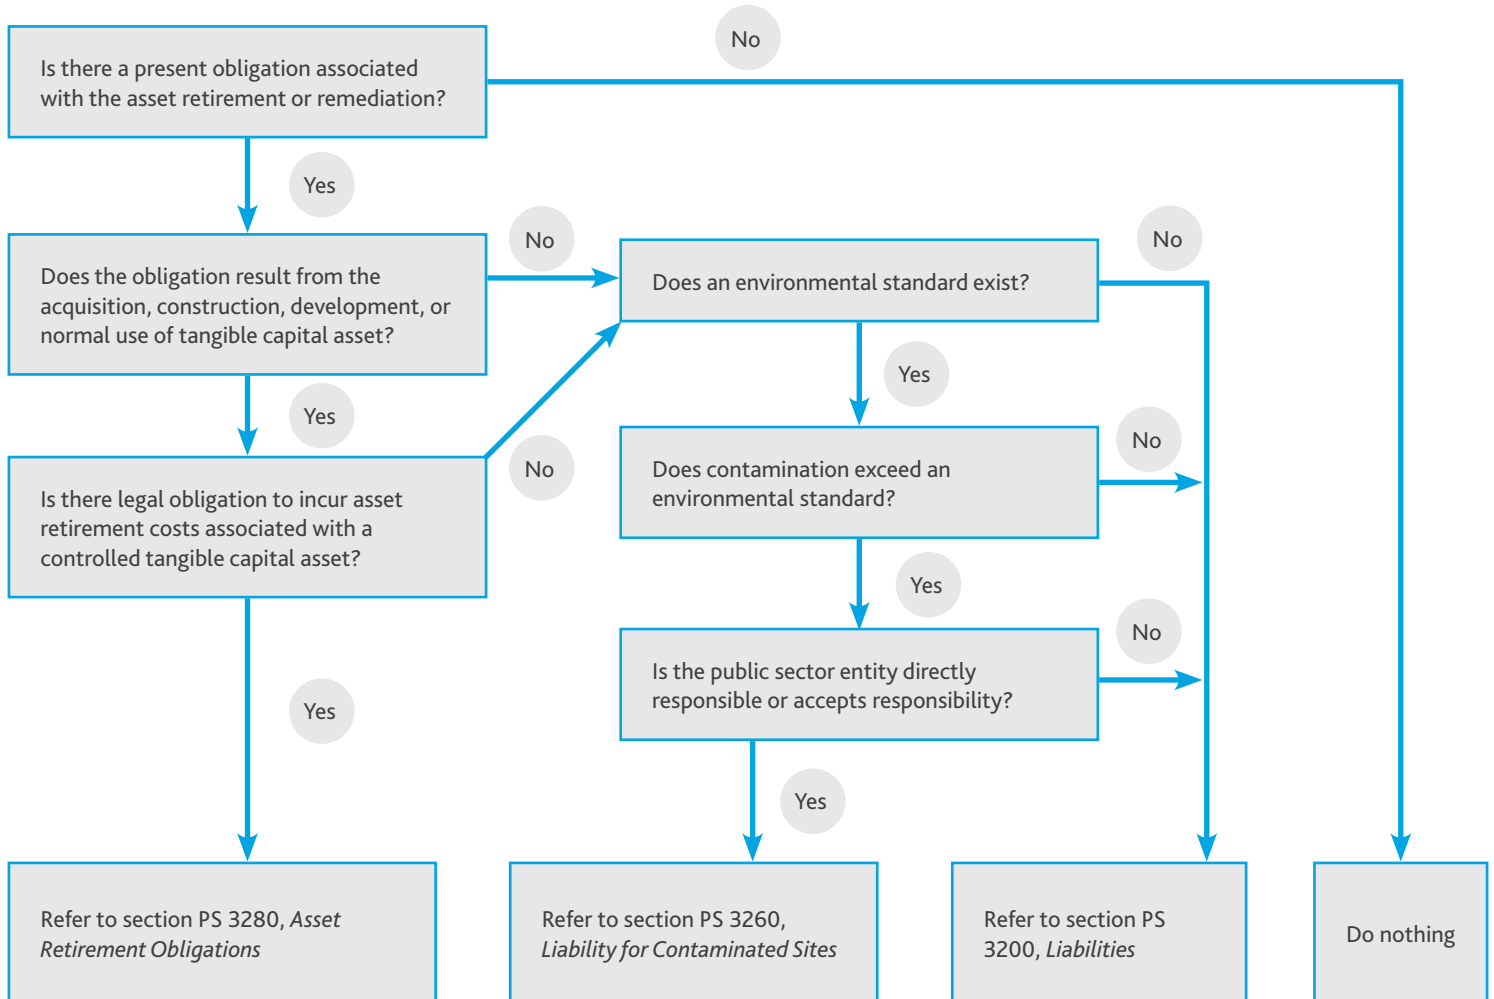 Is there a present obligation associated
with the asset retirement or remediation?
No
Yes
Does the obligation result from the
acquisition, construction, development, or
normal use of tangible capital asset?
No
Does an environmental standard exist?
No
Yes
Yes
Is there legal obligation to incur asset
retirement costs associated with a
controlled tangible capital asset?
No
Does contamination exceed an
environmental standard?
No
Yes
Is the public sector entity directly
responsible or accepts responsibility?
No
Yes
Yes
Refer to section PS 3280, Asset
Retirement Obligations
Refer to section PS 3260,
Liability for Contaminated Sites
Refer to section PS
3200, Liabilities
Do nothing